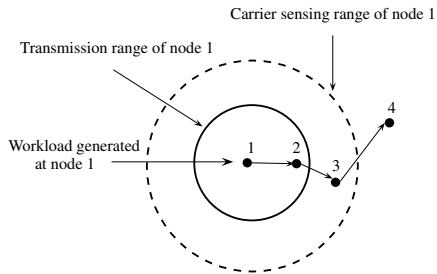 Carrier sensing range of node 1
Transmission range of node 1
4
Workload generated
at node 1
1
2
3